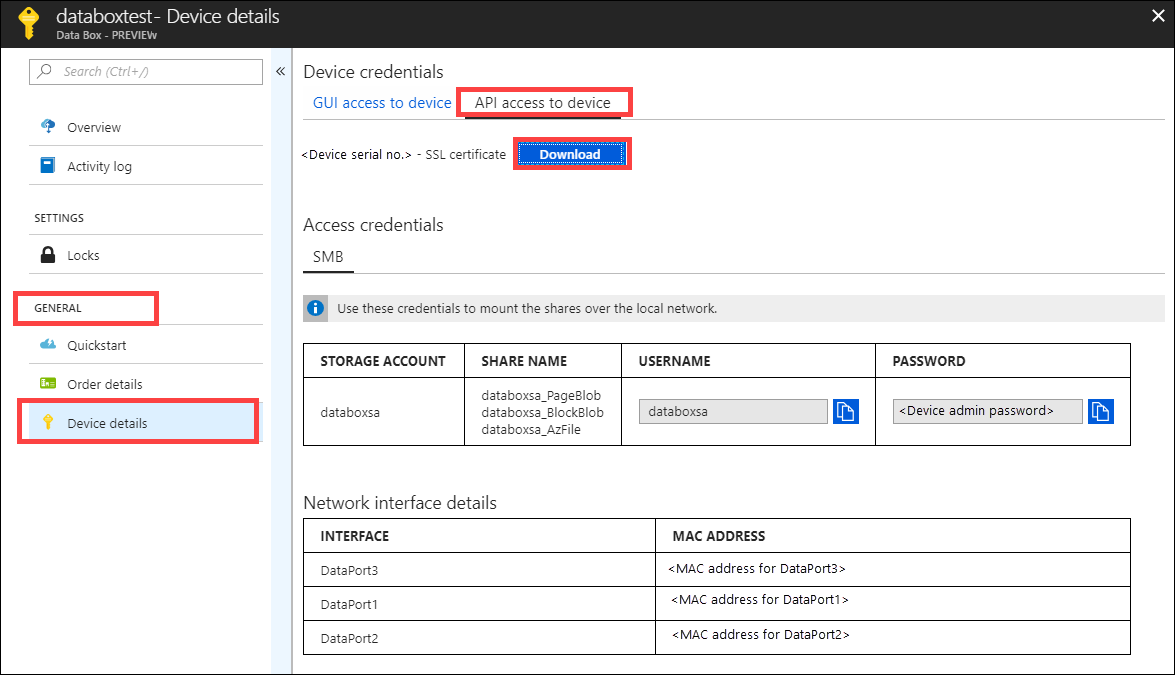 databoxtest- Device details
Data Box - PREVIEW
Search (Ctrl+/)
Overview
Activity log
SETTINGS
Locks
GENERAL
Quickstart
Order details
Device details
Device credentials
GUI access to device
API access to device
<Device serial no.> - SSL certificate
Download
Access credentials
SMB
Use these credentials to mount the shares over the local network.
STORAGE ACCOUNT SHARE NAME USERNAME PASSWORD
databoxsa
databoxsa_PageBlob
databoxsa_BlockBlob
databoxsa_AzFile
databoxsa
<Device admin password>
Network interface details
INTERFACE MAC ADDRESS
DataPort3 <MAC address for DataPort3>
DataPort1 <MAC address for DataPort1>
DataPort2 <MAC address for DataPort2>